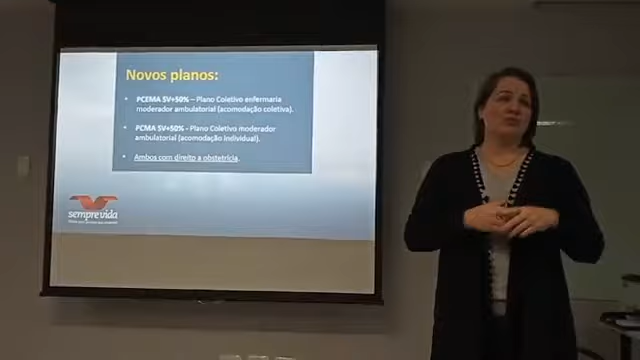 Novos planos:
PCEMA SV+50% – Plano Coletivo enfermaria
moderador ambulatorial (acomodação coletiva).
PCMA SV+50% - Plano Coletivo moderador
ambulatorial (acomodação individual).
Ambos com direito a obstetrícia.
sempre vida